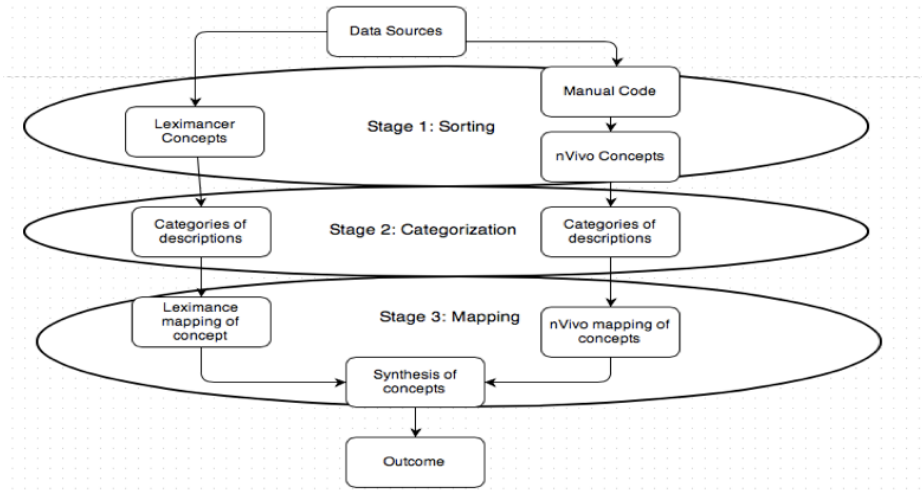 Data Sources
Manual Code
Leximancer
Concepts
Stage 1: Sorting
nVivo Concepts
Categories of
descriptions
Stage 2: Categorization
Categories of
descriptions
Leximance
mapping of
concept
Stage 3: Mapping
nVivo mapping of
concepts
Synthesis of
concepts
Outcome